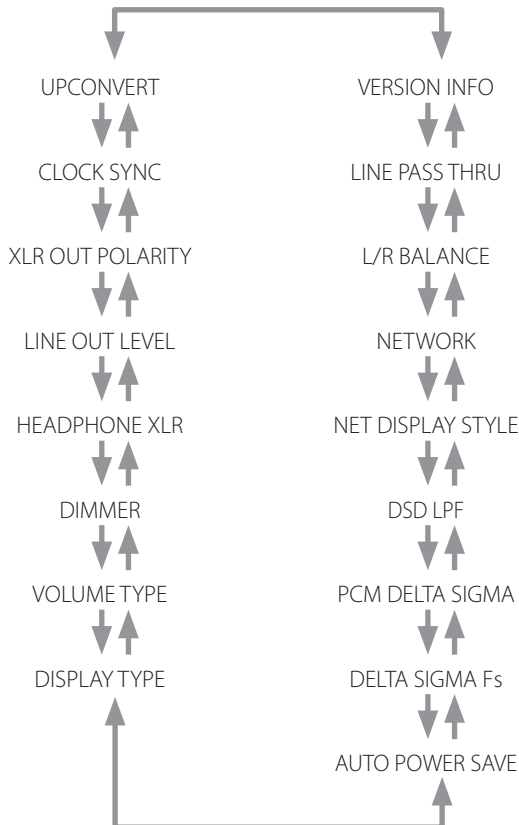 UPCONVERT
CLOCK SYNC
XLR OUT POLARITY
LINE OUT LEVEL
HEADPHONE XLR
DIMMER
VOLUME TYPE
DISPLAY TYPE
VERSION INFO
LINE PASS THRU
L/R BALANCE
NETWORK
NET DISPLAY STYLE
DSD LPF
PCM DELTA SIGMA
DELTA SIGMA Fs
AUTO POWER SAVE